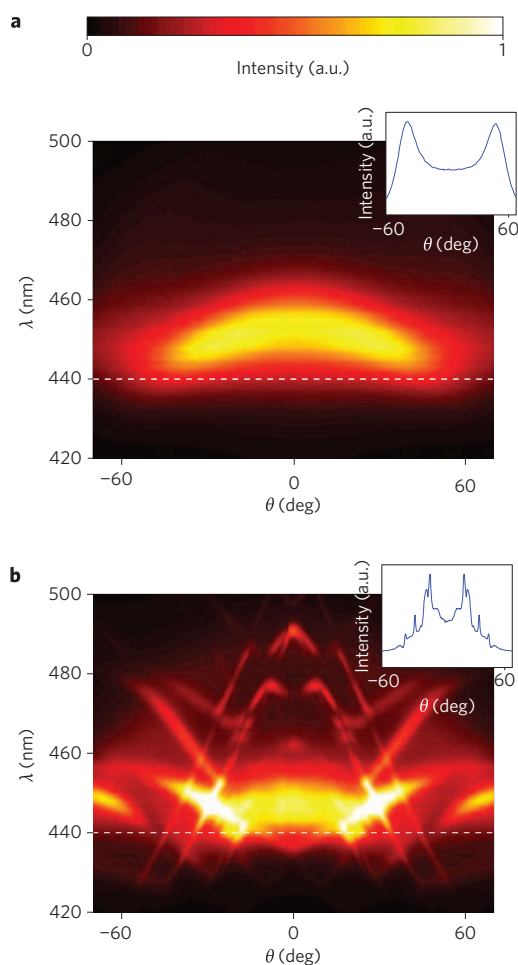 a
0 1
Intensity (a.u.)
Intensity (a.u.)
−60 60
θ (deg)
500
480
460
440
420
λ (nm)
−60 0 60
θ (deg)
b
Intensity (a.u.)
−60 60
θ (deg)
500
480
460
440
420
λ (nm)
−60 0 60
θ (deg)